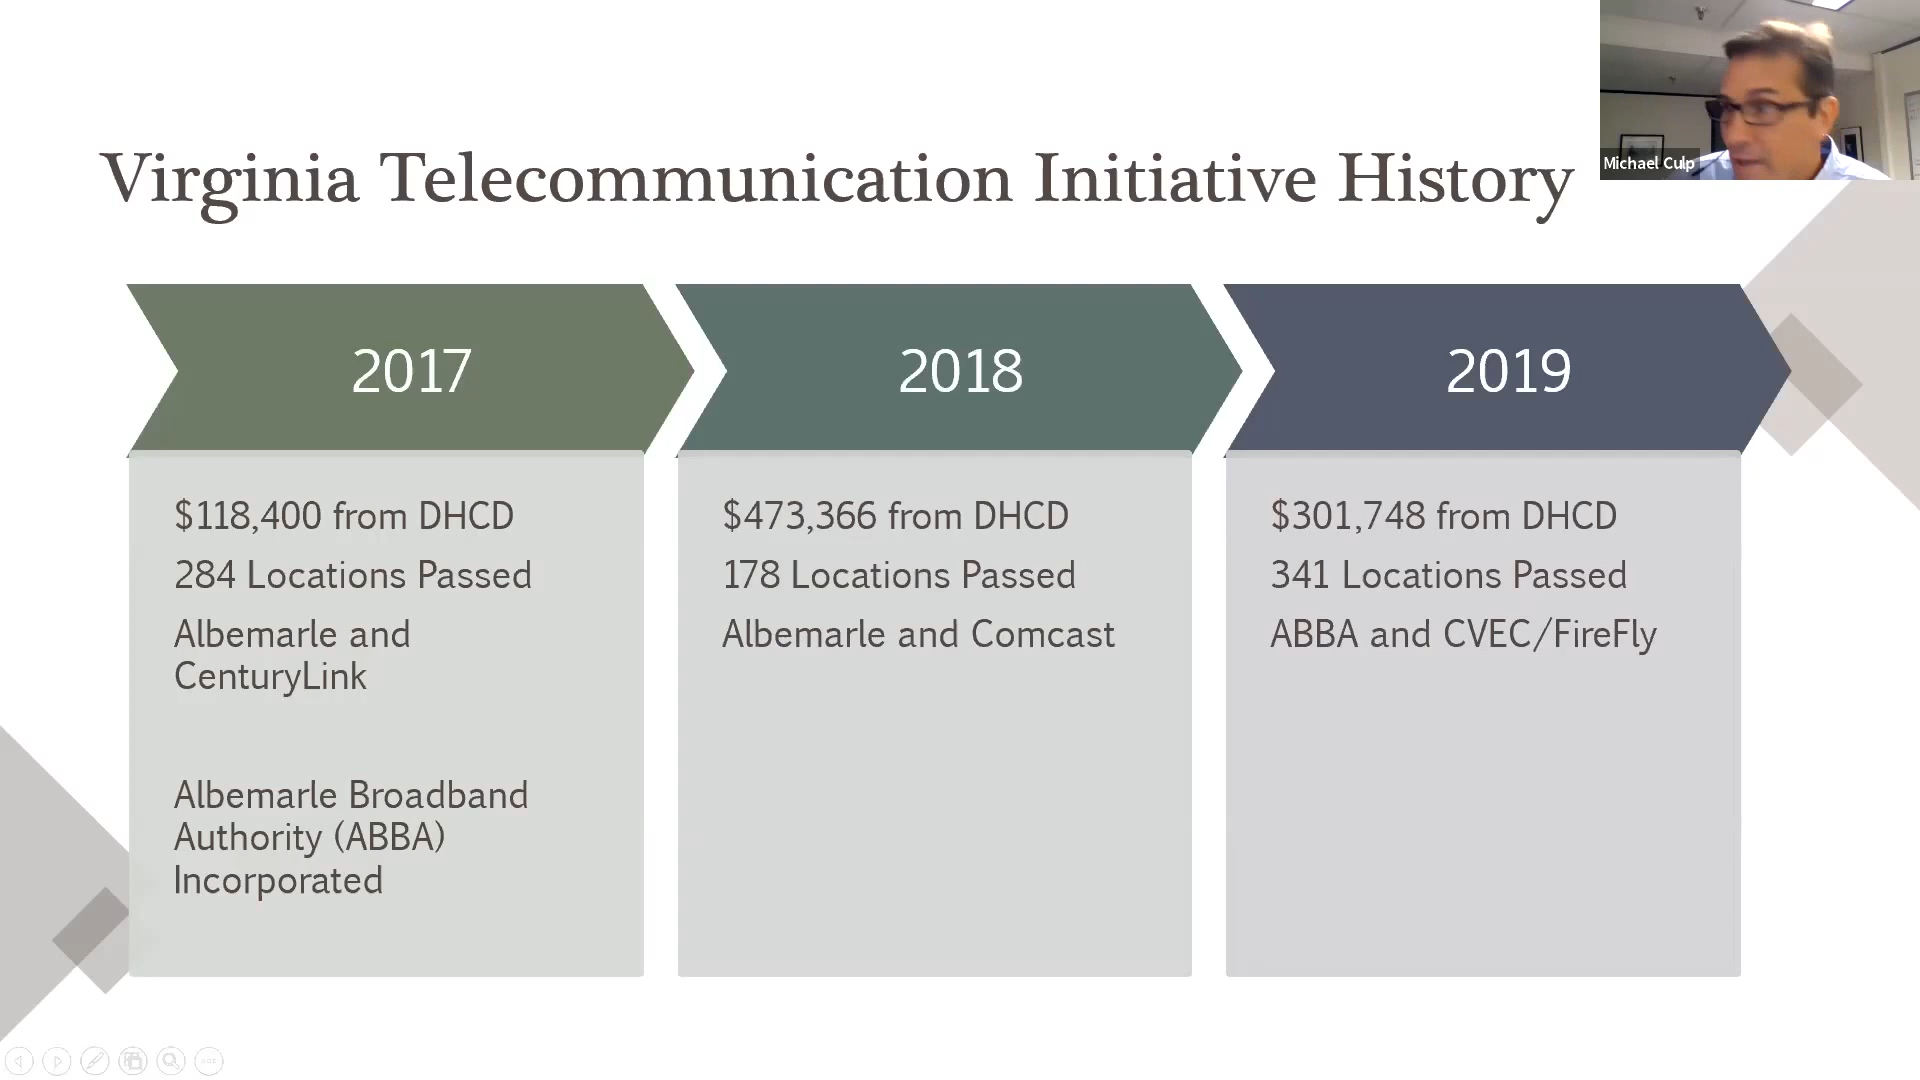 Virginia Telecommunication Initiative History
Michael Culp
2017
$118,400 from DHCD
284 Locations Passed
Albemarle and
CenturyLink
Albemarle Broadband
Authority (ABBA)
Incorporated
2018
$473,366 from DHCD
178 Locations Passed
Albemarle and Comcast
2019
$301,748 from DHCD
341 Locations Passed
ABBA and CVEC/FireFly